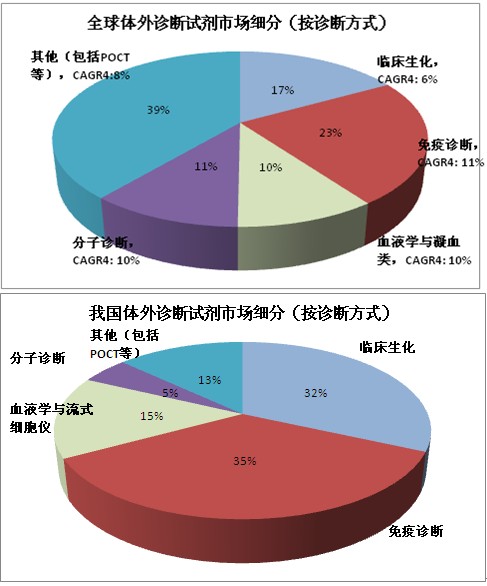 全球体外诊断试剂市场细分（按诊断方式）
其他（包括POCT
等），CAGR4:8%
临床生化，
CAGR4: 6%
17%
39%
23%
免疫诊断，
CAGR4: 11%
11%
10%
分子诊断，
CAGR4: 10%
血液学与凝血
类，CAGR4: 10%
我国体外诊断试剂市场细分（按诊断方式）
其他（包括
POCT等）
临床生化
分子诊断
13%
32%
5%
血液学与流式
细胞仪
15%
35%
免疫诊断